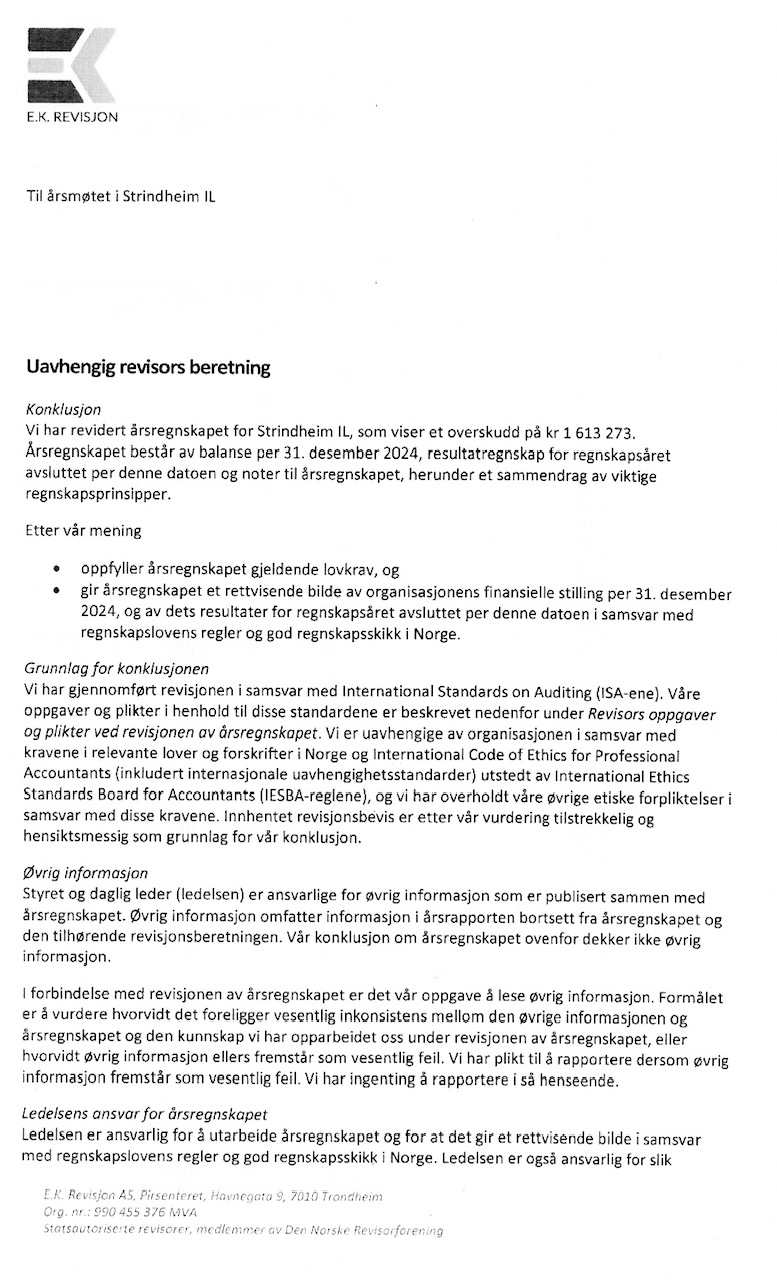 E.K. REVISJON
Til årsmøtet i Strindheim IL
Uavhengig revisors beretning
Konklusjon
Vi har revidert årsregnskapet for Strindheim IL, som viser et overskudd på kr 1 613 273.
Årsregnskapet består av balanse per 31. desember 2024, resultatregnskap for regnskapsåret
avsluttet per denne datoen og noter til årsregnskapet, herunder et sammendrag av viktige
regnskapsprinsipper.
Etter vår mening
• oppfyller årsregnskapet gjeldende lovkrav, og
• gir årsregnskapet et rettvisende bilde av organisasjonens finansielle stilling per 31. desember
2024, og av dets resultater for regnskapsåret avsluttet per denne datoen i samsvar med
regnskapslovens regler og god regnskapsskikk i Norge.
Grunnlag for konklusjonen
Vi har gjennomført revisjonen i samsvar med International Standards on Auditing (ISA-ene). Våre
oppgaver og plikter i henhold til disse standardene er beskrevet nedenfor under Revisors oppgaver
og plikter ved revisjonen av årsregnskapet. Vi er uavhengige av organisasjonen i samsvar med
kravene i relevante lover og forskrifter i Norge og International Code of Ethics for Professional
Accountants (inkludert internasjonale uavhengighetsstandarder) utstedt av International Ethics
Standards Board for Accountants (IESBA-reglene), og vi har overholdt våre øvrige etiske forpliktelser i
samsvar med disse kravene. Innhentet revisjonsbevis er etter vår vurdering tilstrekkelig og
hensiktsmessig som grunnlag for vår konklusjon.
Øvrig informasjon
Styret og daglig leder (ledelsen) er ansvarlige for øvrig informasjon som er publisert sammen med
årsregnskapet. Øvrig informasjon omfatter informasjon i årsrapporten bortsett fra årsregnskapet og
den tilhørende revisjonsberetningen. Vår konklusjon om årsregnskapet ovenfor dekker ikke øvrig
informasjon.
I forbindelse med revisjonen av årsregnskapet er det vår oppgave å lese øvrig informasjon. Formålet
er å vurdere hvorvidt det foreligger vesentlig inkonsistens mellom den øvrige informasjonen og
årsregnskapet og den kunnskap vi har opparbeidet oss under revisjonen av årsregnskapet, eller
hvorvidt øvrig informasjon ellers fremstår som vesentlig feil. Vi har plikt til å rapportere dersom øvrig
informasjon fremstår som vesentlig feil. Vi har ingenting å rapportere i så henseende.
Ledelsens ansvar for årsregnskapet
Ledelsen er ansvarlig for å utarbeide årsregnskapet og for at det gir et rettvisende bilde i samsvar
med regnskapslovens regler og god regnskapsskikk i Norge. Ledelsen er også ansvarlig for slik
E.K. Revisjon AS, Pirsenteret, Havnegata 9, 7010 Trondheim
Org. nr.: 990 455 376 MVA
Statsautoriserte revisorer, medlemmer av Den Norske Revisorforening